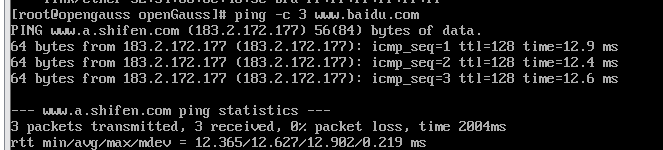 [root@opengauss openGauss]# ping -c 3 www.baidu.com
PING www.a.shifen.com (183.2.172.177) 56(84) bytes of data.
64 bytes from 183.2.172.177 (183.2.172.177): icmp_seq=1 ttl=128 time=12.9 ms
64 bytes from 183.2.172.177 (183.2.172.177): icmp_seq=2 ttl=128 time=12.4 ms
64 bytes from 183.2.172.177 (183.2.172.177): icmp_seq=3 ttl=128 time=12.6 ms

--- www.a.shifen.com ping statistics ---
3 packets transmitted, 3 received, 0% packet loss, time 2004ms
rtt min/avg/max/mdev = 12.365/12.627/12.902/0.219 ms